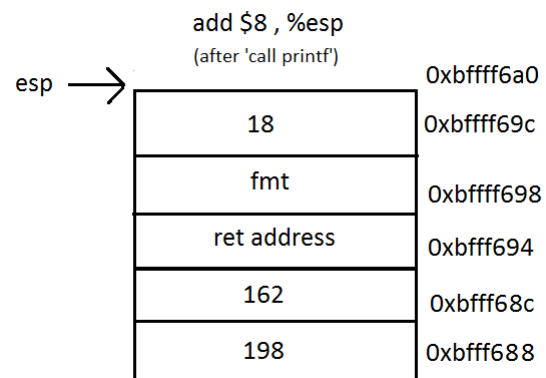 add $8 , %esp
(after 'call printf')
esp
0xbffff6a0
18
0xbffff69c
fmt
0xbffff698
ret address
0xbfff694
162
0xbfff68c
198
0xbfff688